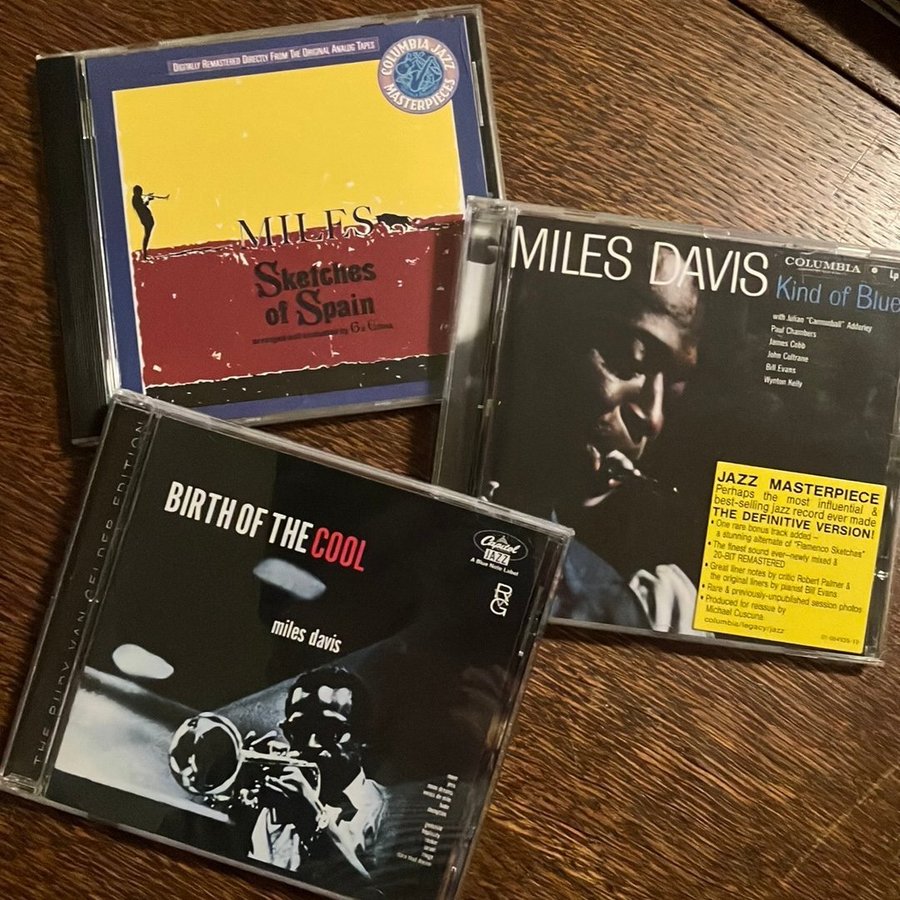 DIGITALLY REMASTERED DIRECTLY FROM THE ORIGINAL ANALOG TAPES
COLUMBIA JAZZ
MASTERPIECES
MILES
Sketches
of Spain
MILES DAVIS
COLUMBIA
Lp
Kind of Blue
with Julian "Cannonball" Adderley
Paul Chambers
James Cobb
John Coltrane
Bill Evans
Wynton Kelly
JAZZ MASTERPIECE
Perhaps the most influential &
best-selling jazz record ever made
THE DEFINITIVE VERSION!
• One rare bonus track added –
a stunning alternate of "Flamenco Sketches"
• The finest sound ever–newly mixed &
20-BIT REMASTERED
• Great liner notes by critic Robert Palmer &
the original liners by pianist Bill Evans
• Rare & previously-unpublished session photos
• Produced for reissue by
Michael Cuscuna
columbia/legacy/jazz
THE RUDY VAN GELDER EDITION
BIRTH OF THE COOL
miles davis
Capitol
JAZZ
A Blue Note Label
RVG